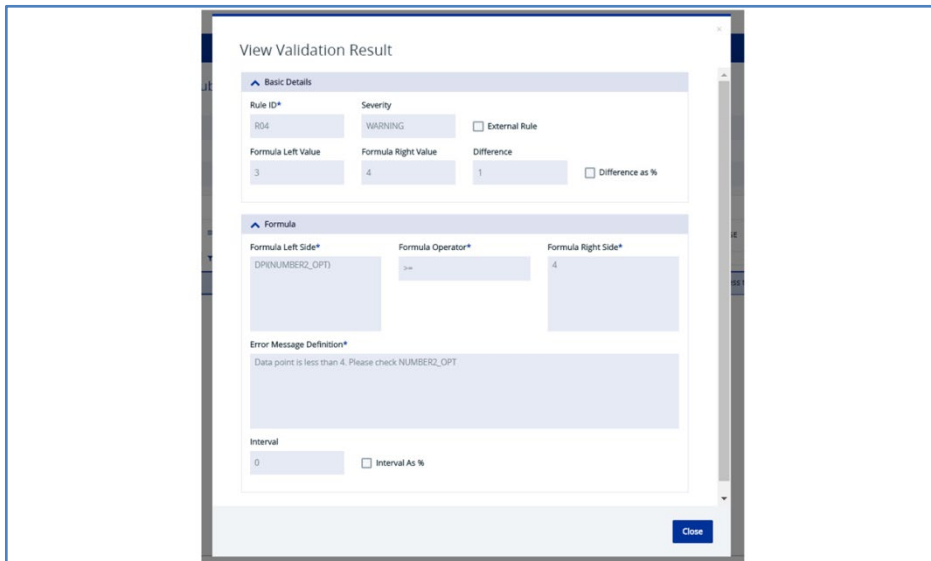 View Validation Result
Basic Details
Rule ID* Severity
R04 WARNING External Rule
Formula Left Value Formula Right Value Difference
3 4 1 Difference as %
Formula
Formula Left Side* Formula Operator* Formula Right Side*
DPI(NUMBER2_OPT) >= 4
Error Message Definition*
Data point is less than 4. Please check NUMBER2_OPT
Interval
0 Interval As %
Close